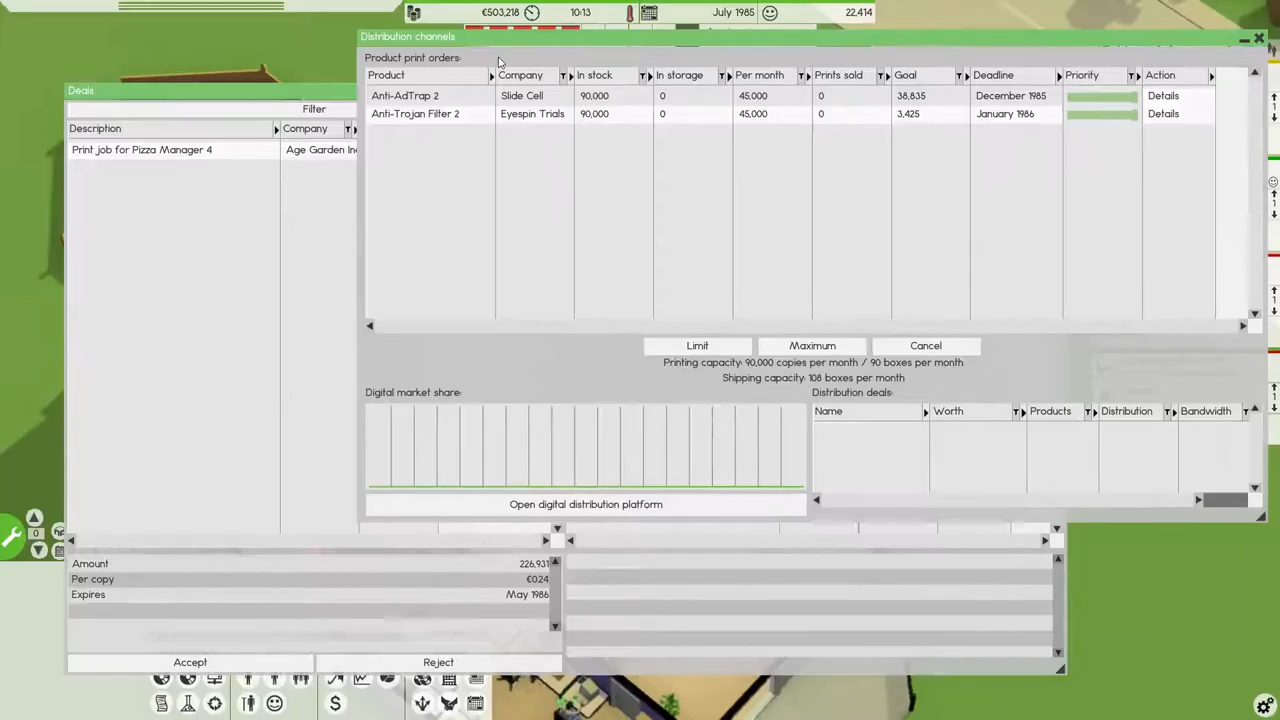 €503,218 10:13 July 1985 22,414
Distribution channels
Product print orders:
Product Company In stock In storage Per month Prints sold Goal Deadline Priority Action
Anti-AdTrap 2 Slide Cell 90,000 0 45,000 0 38,835 December 1985 Details
Anti-Trojan Filter 2 Eyespin Trials 90,000 0 45,000 0 3,425 January 1986 Details
Limit Maximum Cancel
Printing capacity: 90,000 copies per month / 90 boxes per month
Shipping capacity: 108 boxes per month
Digital market share:
Distribution deals:
Name Worth Products Distribution Bandwidth
Open digital distribution platform
Deals
Filter
Description Company
Print job for Pizza Manager 4 Age Garden Inc
Amount 226,931
Per copy €0.24
Expires May 1986
Accept Reject
0
1
1
1
1